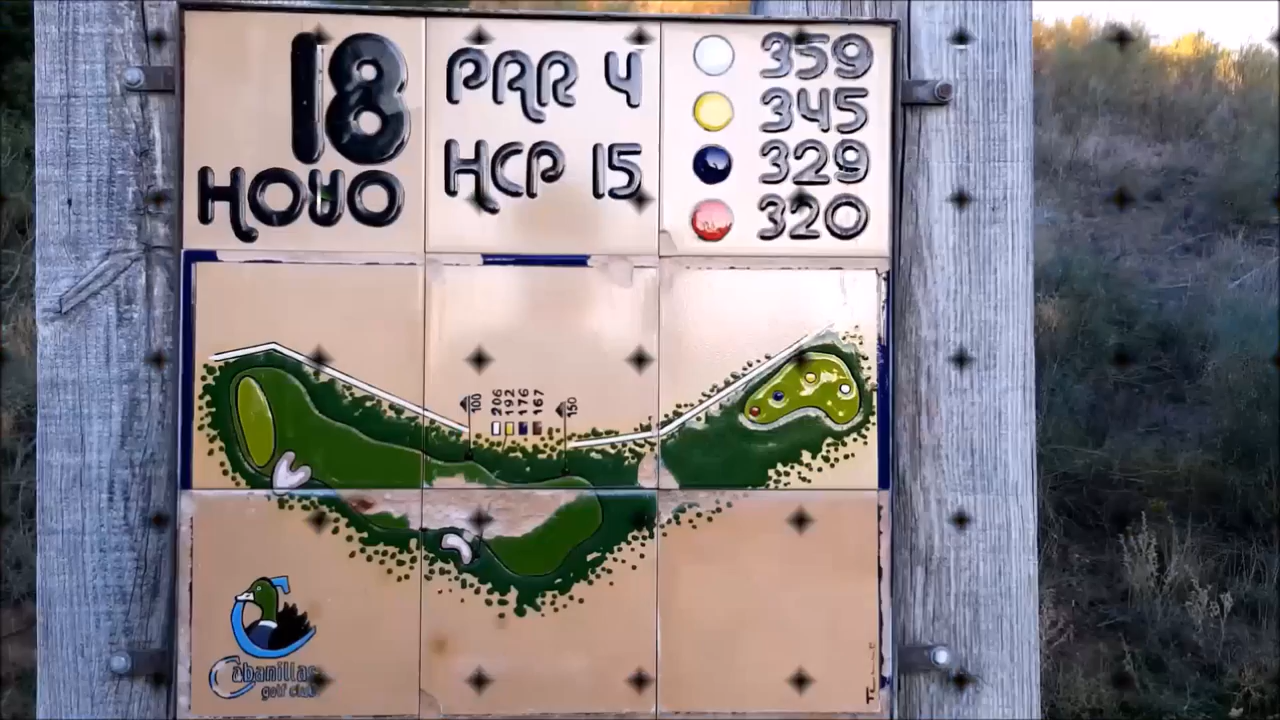 18
HOYO
PAR 4
HCP 15
359
345
329
320
100
206
192
176
167
150
Cabanillas
golf club